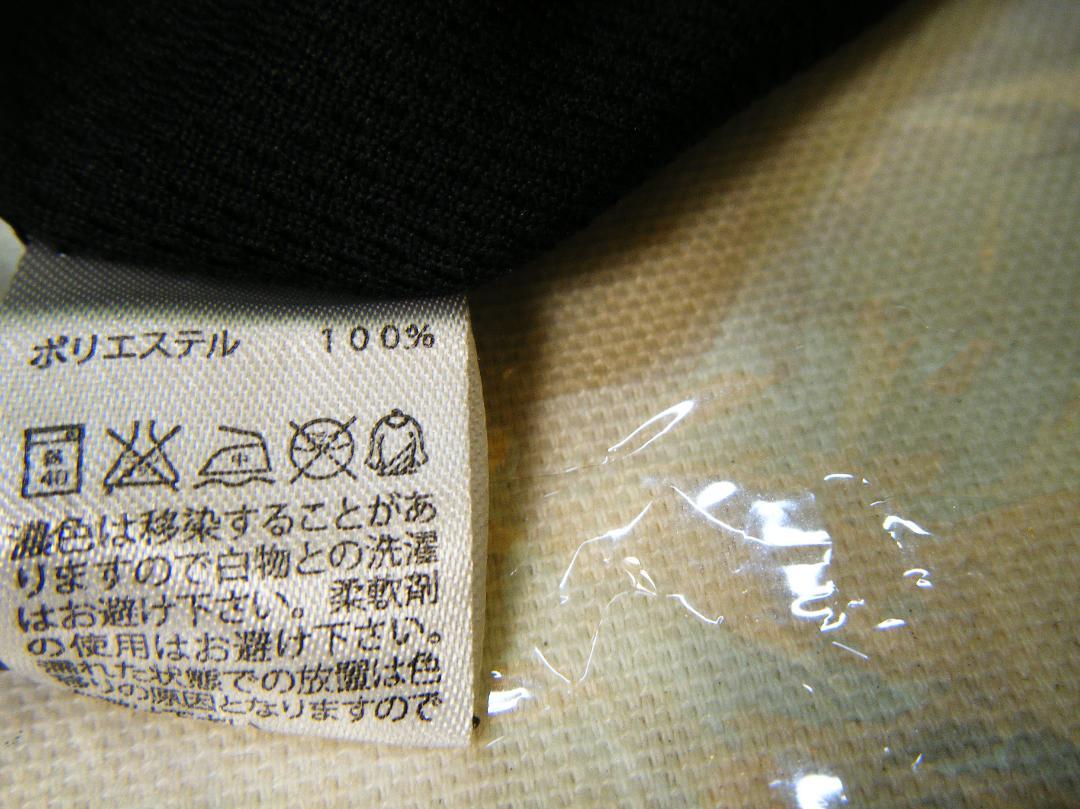 ポリエステル 100%
弱
40
中
濃色は移染することがあ
りますので白物との洗濯
はお避け下さい。柔軟剤
の使用はお避け下さい。
濡れた状態での放置は色
移りの原因となりますので